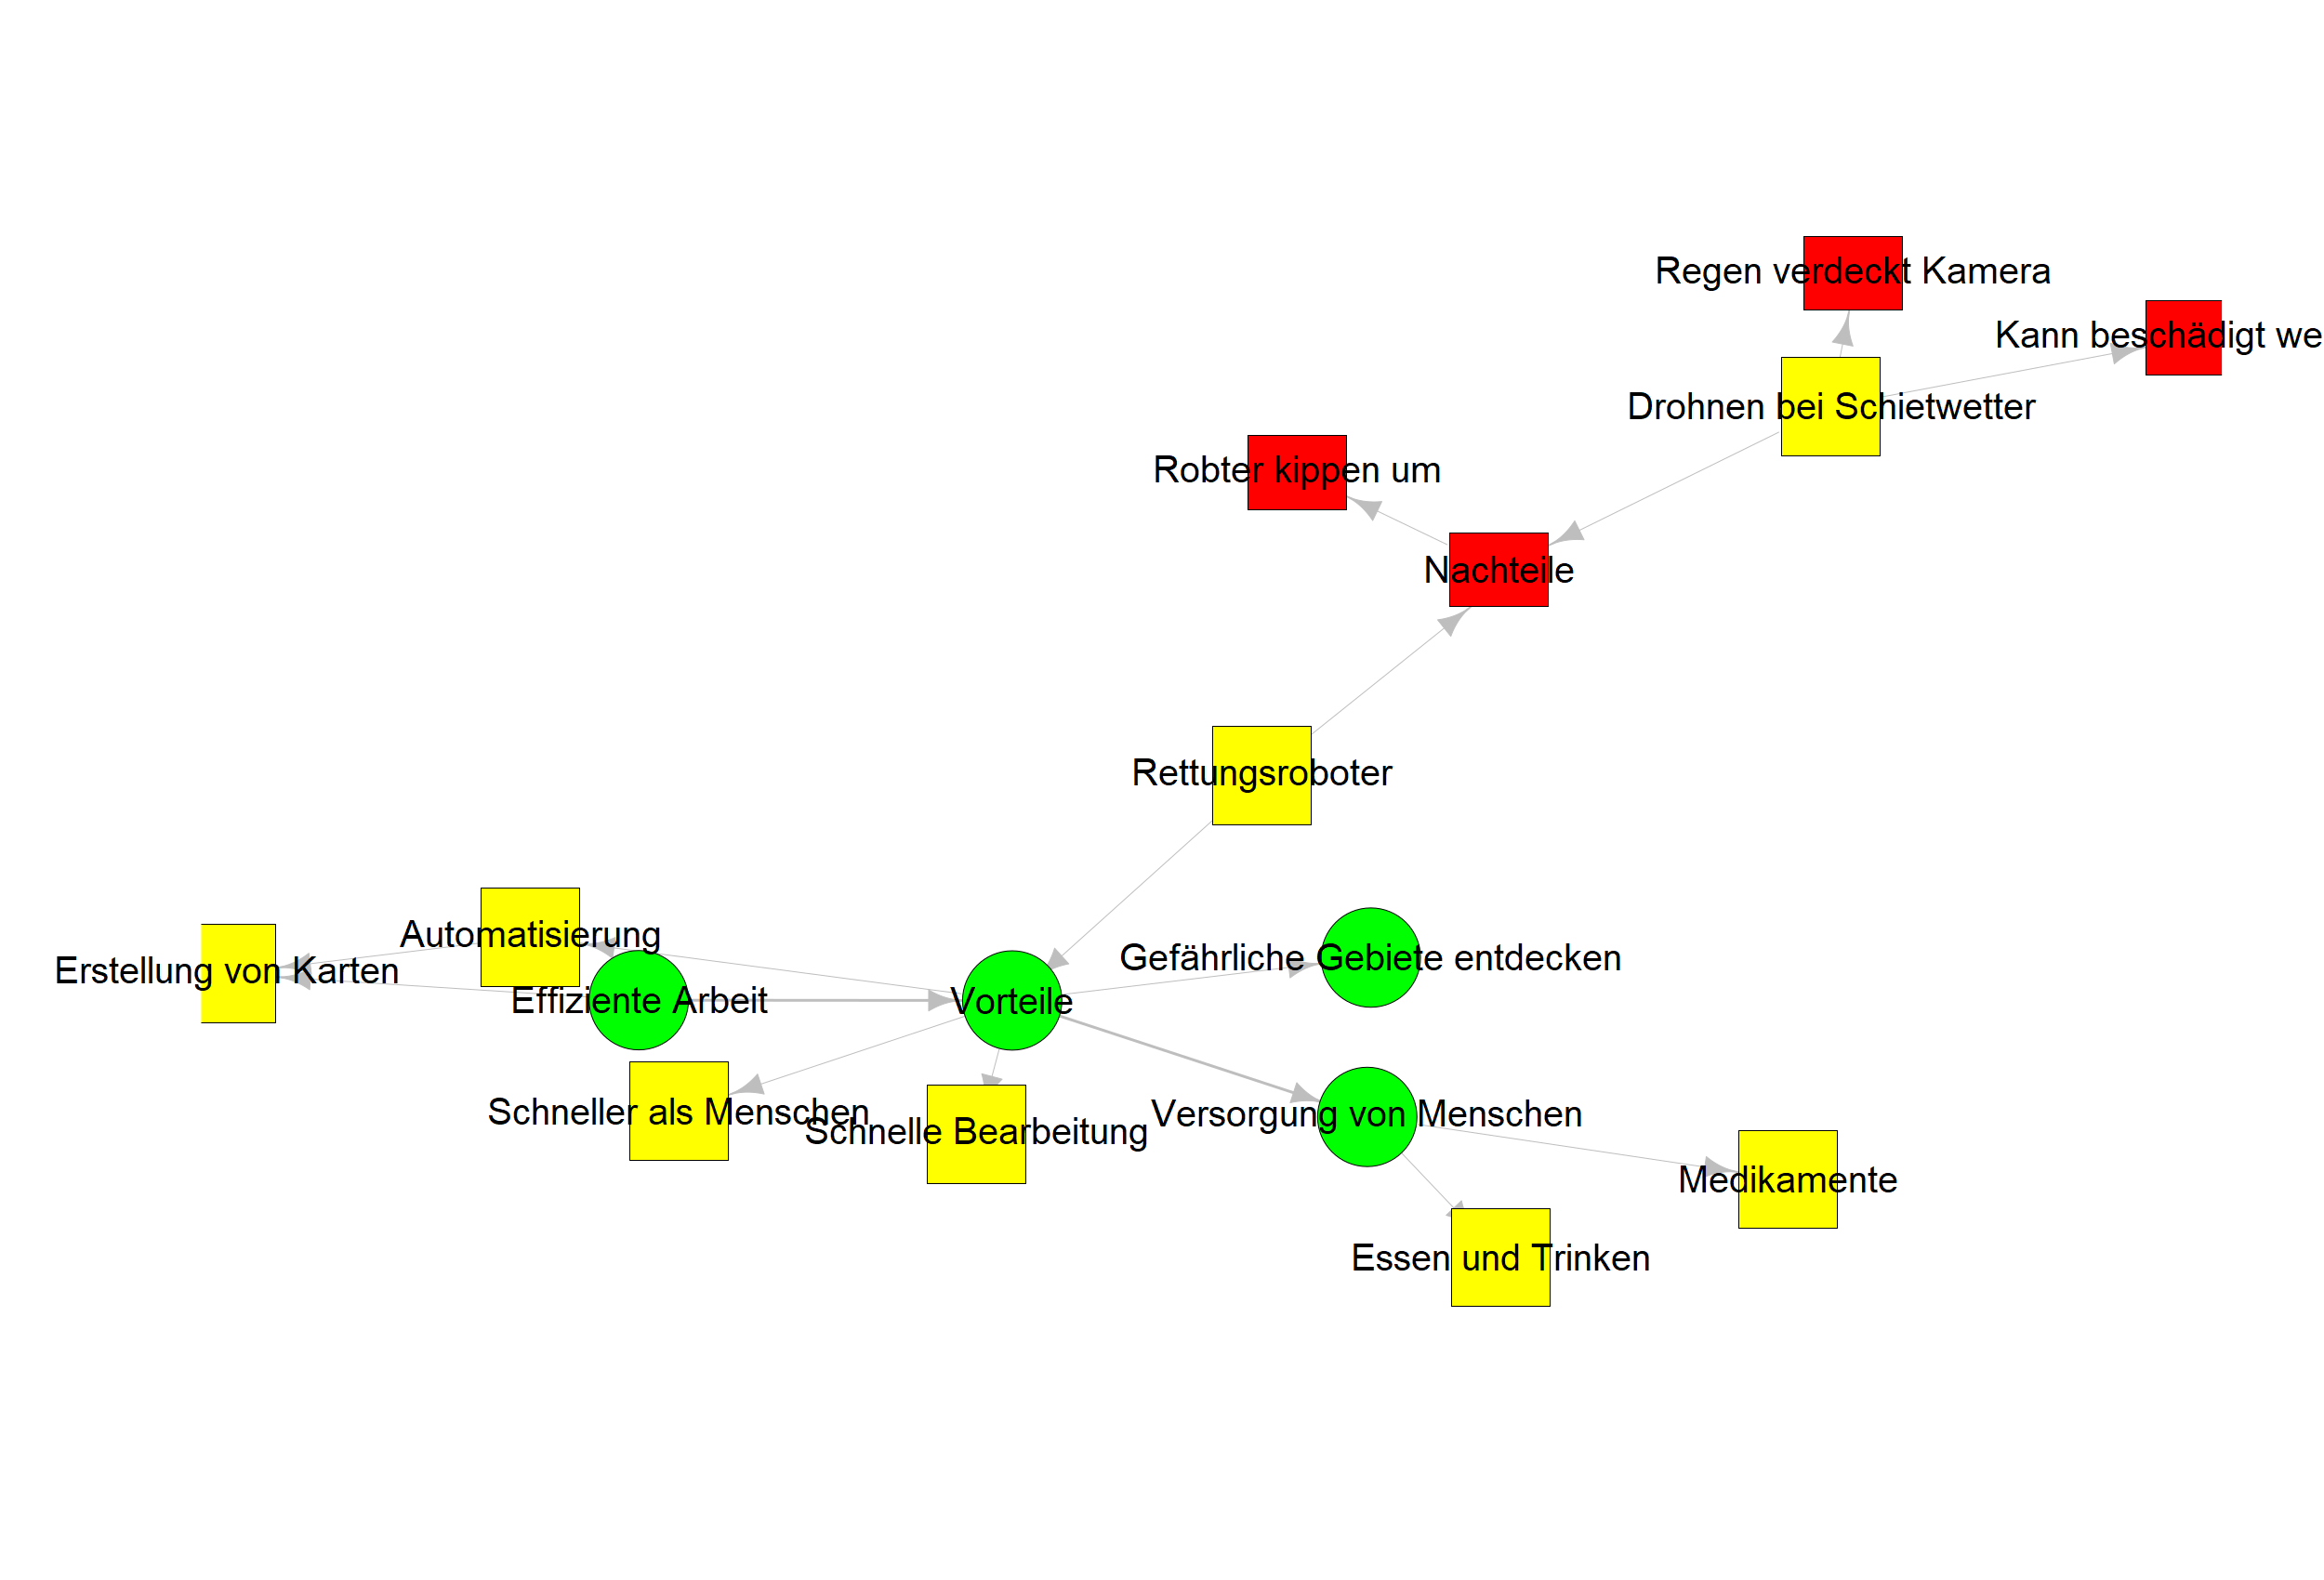 Regen verdeckt Kamera
Kann beschädigt we
Drohnen bei Schietwetter
Robter kippen um
Nachteile
Rettungsroboter
Automatisierung
Gefährliche Gebiete entdecken
Erstellung von Karten
Effiziente Arbeit
Vorteile
Schneller als Menschen
Schnelle Bearbeitung
Versorgung von Menschen
Medikamente
Essen und Trinken